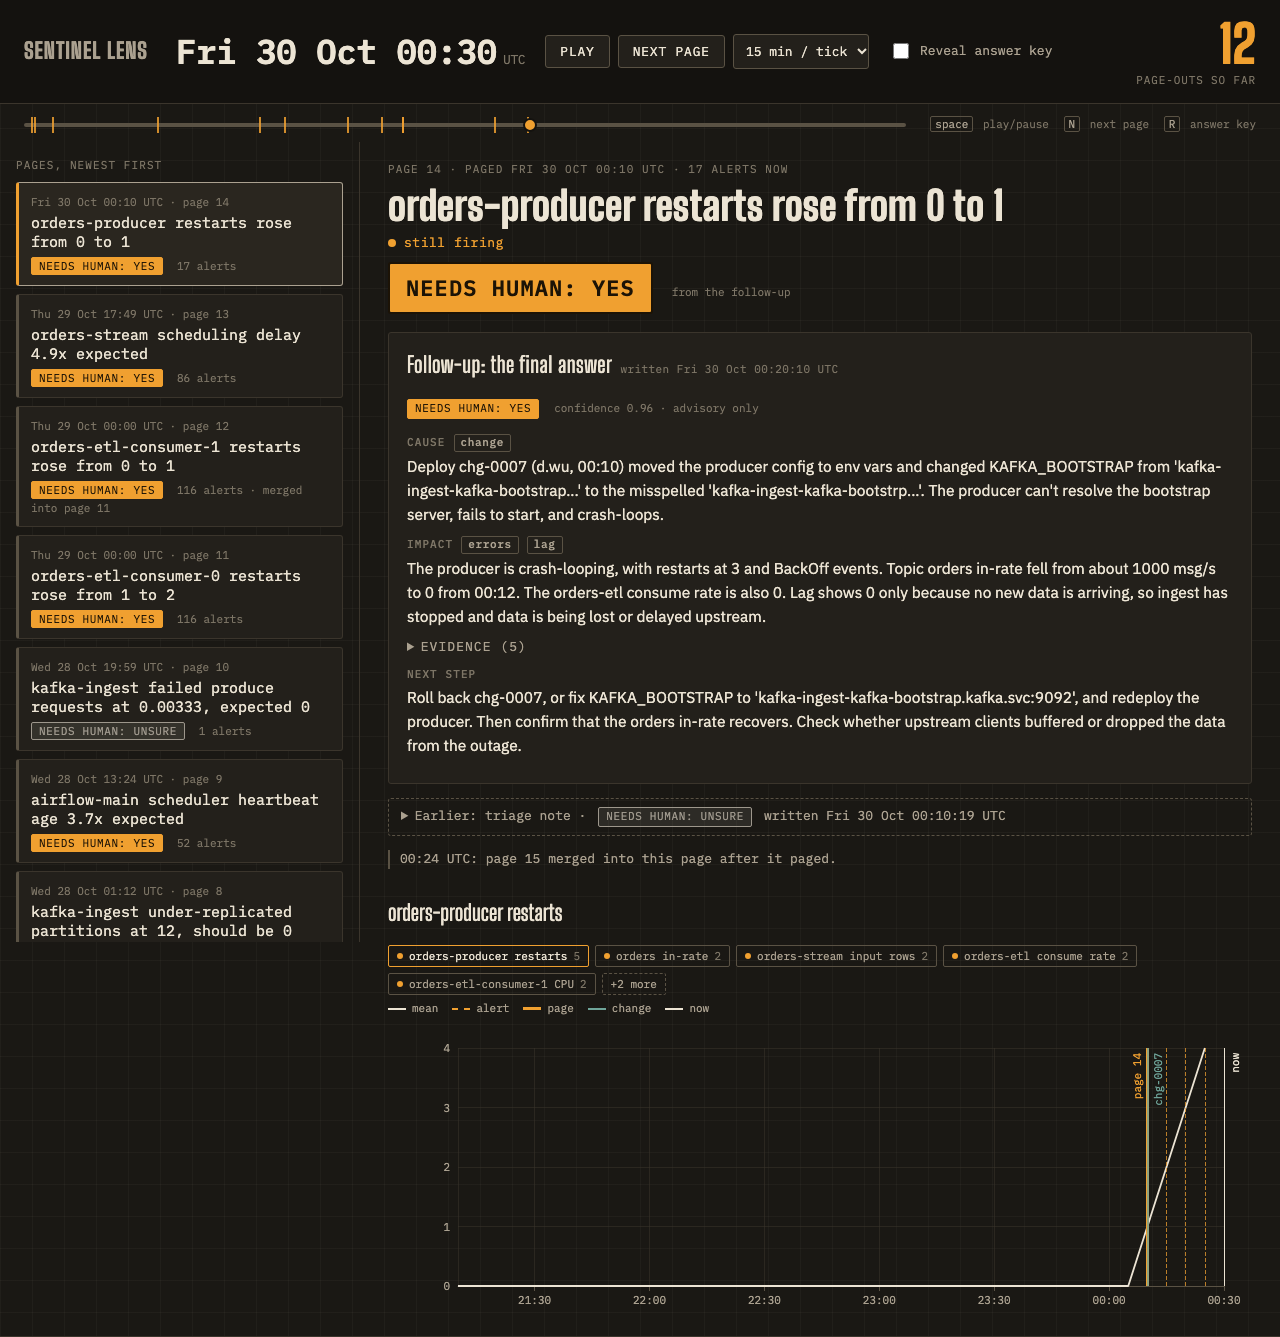 SENTINEL LENS
Fri 30 Oct 00:30 UTC
PLAY
NEXT PAGE
15 min / tick
Reveal answer key
12
PAGE-OUTS SO FAR
space play/pause N next page R answer key
PAGES, NEWEST FIRST
Fri 30 Oct 00:10 UTC · page 14
orders-producer restarts rose
from 0 to 1
NEEDS HUMAN: YES 17 alerts
Thu 29 Oct 17:49 UTC · page 13
orders-stream scheduling delay
4.9x expected
NEEDS HUMAN: YES 86 alerts
Thu 29 Oct 00:00 UTC · page 12
orders-etl-consumer-1 restarts
rose from 0 to 1
NEEDS HUMAN: YES 116 alerts · merged
into page 11
Thu 29 Oct 00:00 UTC · page 11
orders-etl-consumer-0 restarts
rose from 1 to 2
NEEDS HUMAN: YES 116 alerts
Wed 28 Oct 19:59 UTC · page 10
kafka-ingest failed produce
requests at 0.00333, expected 0
NEEDS HUMAN: UNSURE 1 alerts
Wed 28 Oct 13:24 UTC · page 9
airflow-main scheduler heartbeat
age 3.7x expected
NEEDS HUMAN: YES 52 alerts
Wed 28 Oct 01:12 UTC · page 8
kafka-ingest under-replicated
partitions at 12, should be 0
PAGE 14 · PAGED FRI 30 OCT 00:10 UTC · 17 ALERTS NOW
orders-producer restarts rose from 0 to 1
still firing
NEEDS HUMAN: YES from the follow-up
Follow-up: the final answer written Fri 30 Oct 00:20:10 UTC
NEEDS HUMAN: YES confidence 0.96 · advisory only
CAUSE change
Deploy chg-0007 (d.wu, 00:10) moved the producer config to env vars and changed KAFKA_BOOTSTRAP from 'kafka-
ingest-kafka-bootstrap...' to the misspelled 'kafka-ingest-kafka-bootstrp...'. The producer can't resolve the bootstrap
server, fails to start, and crash-loops.
IMPACT errors lag
The producer is crash-looping, with restarts at 3 and BackOff events. Topic orders in-rate fell from about 1000 msg/s
to 0 from 00:12. The orders-etl consume rate is also 0. Lag shows 0 only because no new data is arriving, so ingest has
stopped and data is being lost or delayed upstream.
EVIDENCE (5)
NEXT STEP
Roll back chg-0007, or fix KAFKA_BOOTSTRAP to 'kafka-ingest-kafka-bootstrap.kafka.svc:9092', and redeploy the
producer. Then confirm that the orders in-rate recovers. Check whether upstream clients buffered or dropped the data
from the outage.
Earlier: triage note · NEEDS HUMAN: UNSURE written Fri 30 Oct 00:10:19 UTC
00:24 UTC: page 15 merged into this page after it paged.
orders-producer restarts
orders-producer restarts 5
orders in-rate 2
orders-stream input rows 2
orders-etl consume rate 2
orders-etl-consumer-1 CPU 2
+2 more
mean alert page change now
page 14
chg-0007
now
4
3
2
1
0
21:30 22:00 22:30 23:00 23:30 00:00 00:30